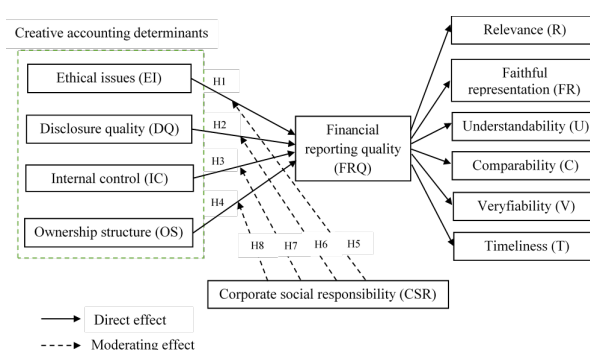 Creative accounting determinants
Ethical issues (EI)
Disclosure quality (DQ)
Internal control (IC)
Ownership structure (OS)
H1
H2
H3
H4
Financial
reporting quality
(FRQ)
H8
H7
H6
H5
Corporate social responsibility (CSR)
Relevance (R)
Faithful
representation (FR)
Understandability (U)
Comparability (C)
Veryfiability (V)
Timeliness (T)
Direct effect
Moderating effect